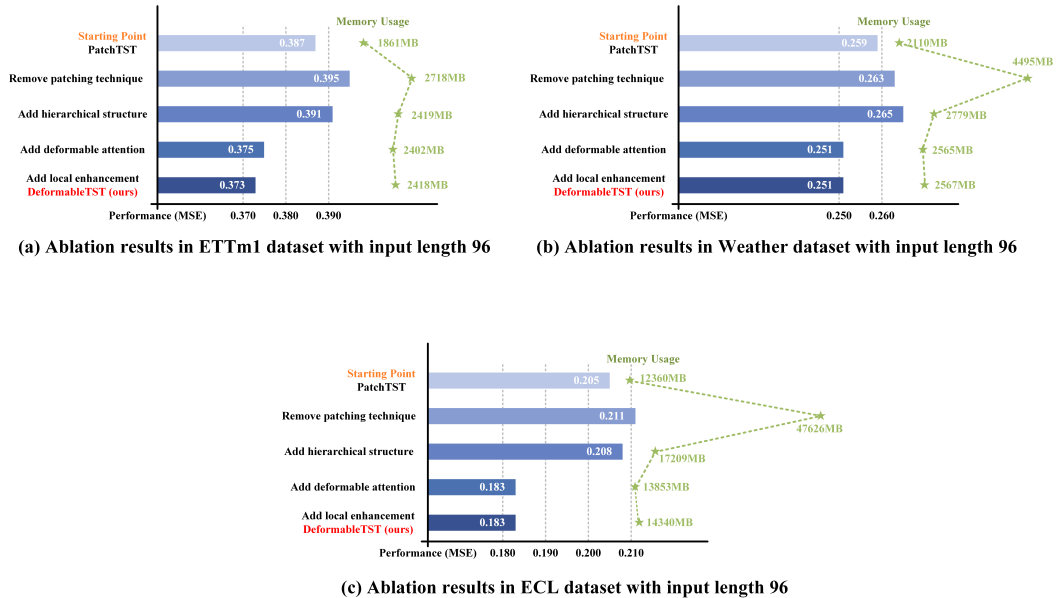 Memory Usage
Starting Point
PatchTST
0.387
1861MB
Remove patching technique
0.395
2718MB
Add hierarchical structure
0.391
2419MB
Add deformable attention
0.375
2402MB
Add local enhancement
DeformableTST (ours)
0.373
2418MB
Performance (MSE) 0.370 0.380 0.390
(a) Ablation results in ETTm1 dataset with input length 96
Memory Usage
Starting Point
PatchTST
0.259
2110MB
Remove patching technique
0.263
4495MB
Add hierarchical structure
0.265
2779MB
Add deformable attention
0.251
2565MB
Add local enhancement
DeformableTST (ours)
0.251
2567MB
Performance (MSE) 0.250 0.260
(b) Ablation results in Weather dataset with input length 96
Memory Usage
Starting Point
PatchTST
0.205
12360MB
Remove patching technique
0.211
47626MB
Add hierarchical structure
0.208
17209MB
Add deformable attention
0.183
13853MB
Add local enhancement
DeformableTST (ours)
0.183
14340MB
Performance (MSE) 0.180 0.190 0.200 0.210
(c) Ablation results in ECL dataset with input length 96